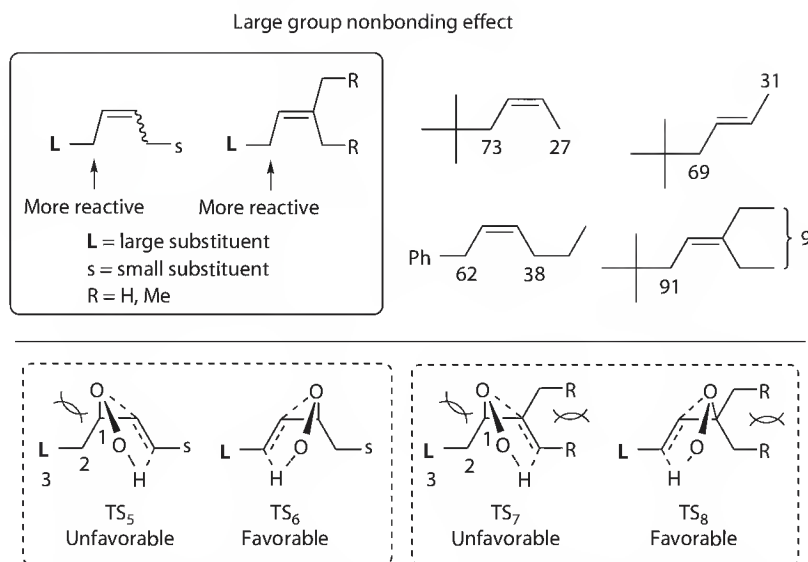 Large group nonbonding effect
L
s
R
L
R
More reactive
More reactive
L = large substituent
s = small substituent
R = H, Me
73
27
31
69
Ph
62
38
91
9
O
O
H
L
3
2
1
s
TS5
Unfavorable
O
O
H
L
s
TS6
Favorable
O
O
H
L
3
2
1
R
R
TS7
Unfavorable
O
O
H
L
R
R
TS8
Favorable